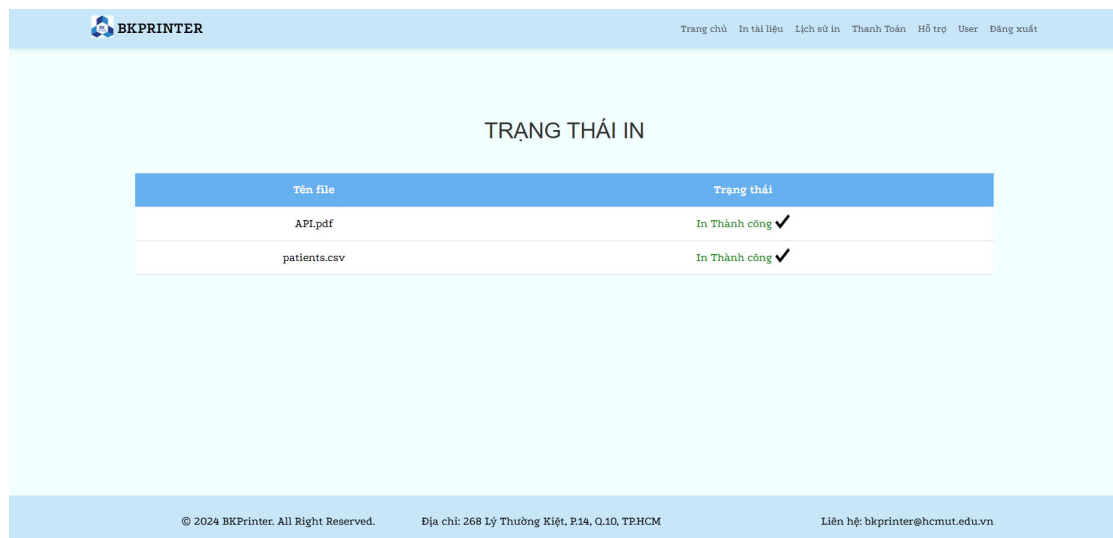 BKPRINTER
Trang chủ In tài liệu Lịch sử in Thanh Toán Hỗ trợ User Đăng xuất
TRẠNG THÁI IN
Tên file Trạng thái
API.pdf In Thành công
patients.csv In Thành công
© 2024 BKPrinter. All Right Reserved. Địa chỉ: 268 Lý Thường Kiệt, P.14, Q.10, TP.HCM Liên hệ: bkprinter@hcmut.edu.vn